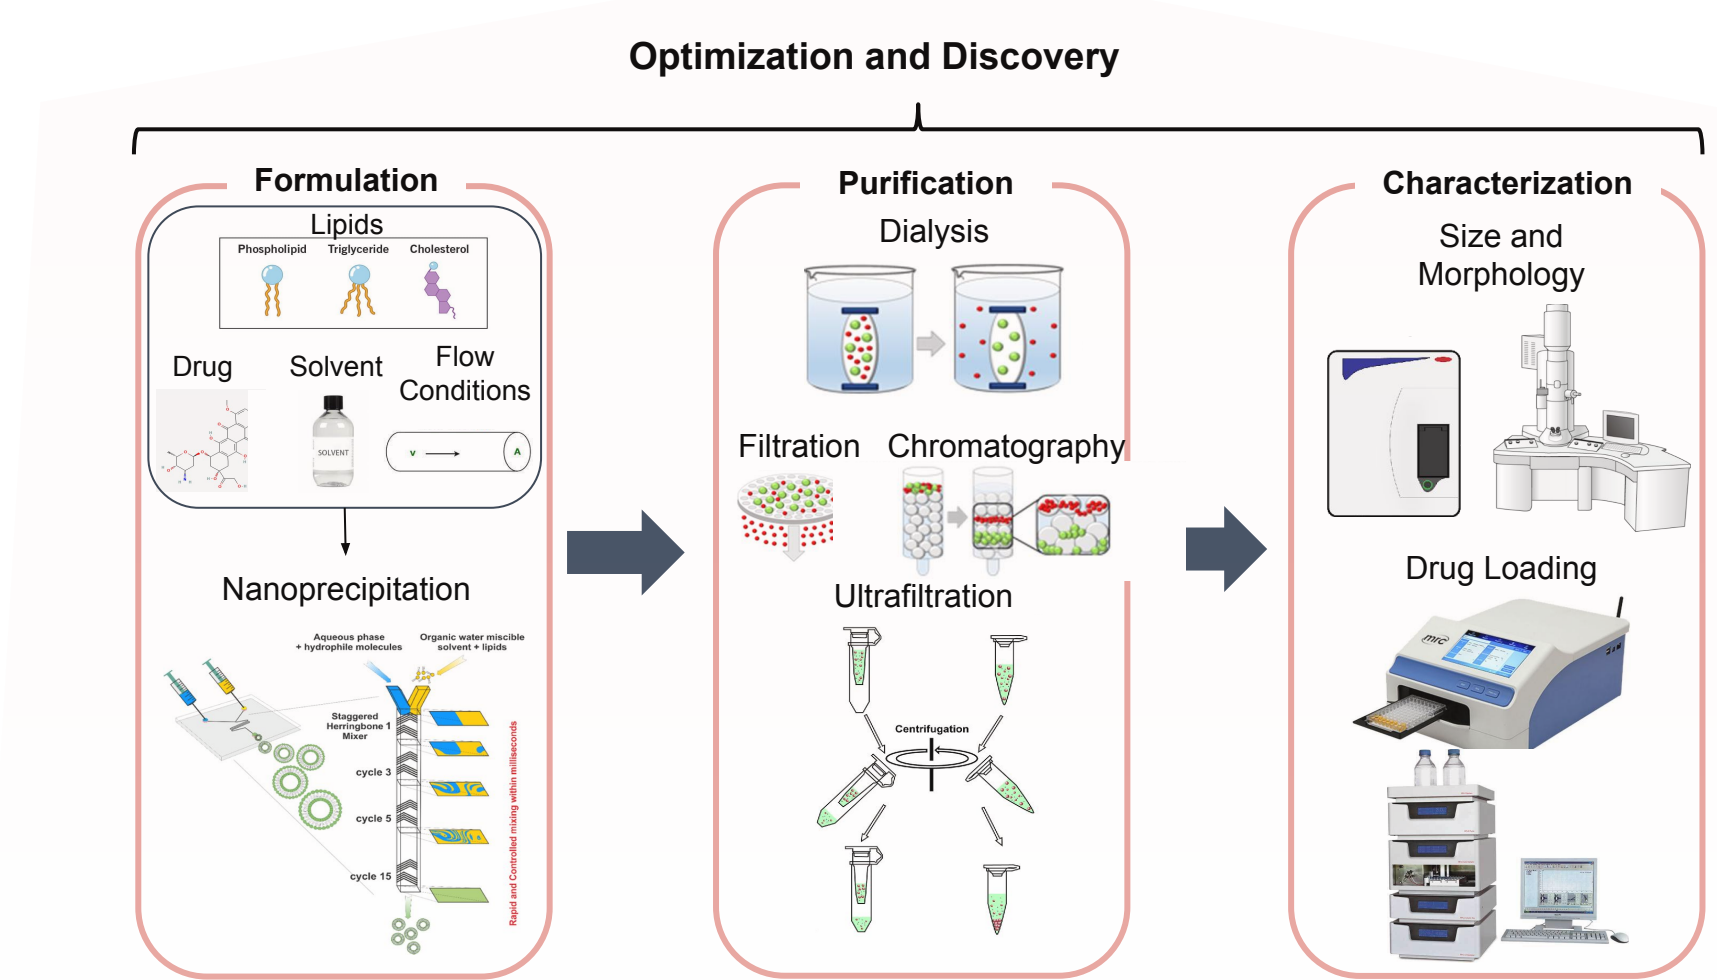 Optimization and Discovery
Formulation
Lipids
Phospholipid
Triglyceride
Cholesterol
Drug
Solvent
Flow
Conditions
SOLVENT
v
A
Nanoprecipitation
Aqueous phase
+ hydrophile molecules
Organic water miscible
solvent + lipids
Staggered
Herringbone 1
Mixer
cycle 3
cycle 5
cycle 15
Rapid and Controlled mixing within milliseconds
Purification
Dialysis
Filtration
Chromatography
Ultrafiltration
Centrifugation
Characterization
Size and
Morphology
Drug Loading
mrc